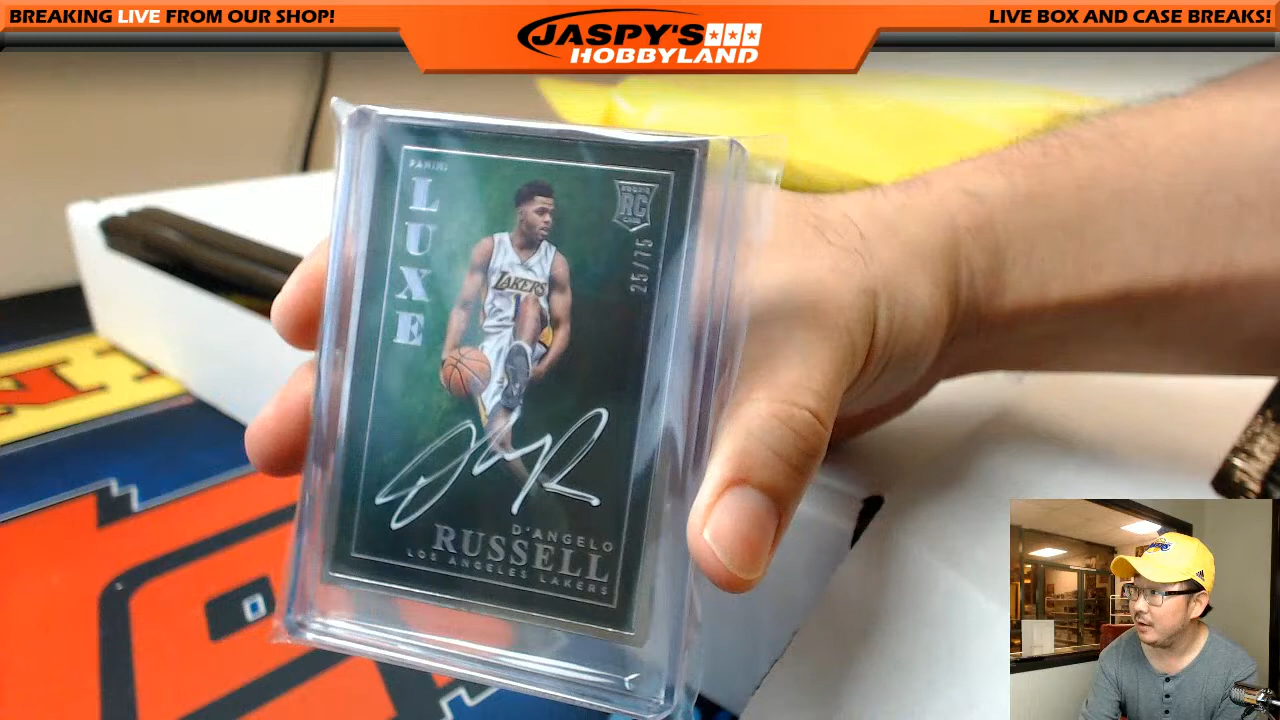 BREAKING LIVE FROM OUR SHOP!
JASPY'S
HOBBYLAND
LIVE BOX AND CASE BREAKS!
PANINI
LUXE
ROOKIE
RC
CARD
25/75
LAKERS
1
D'ANGELO
RUSSELL
LOS ANGELES LAKERS